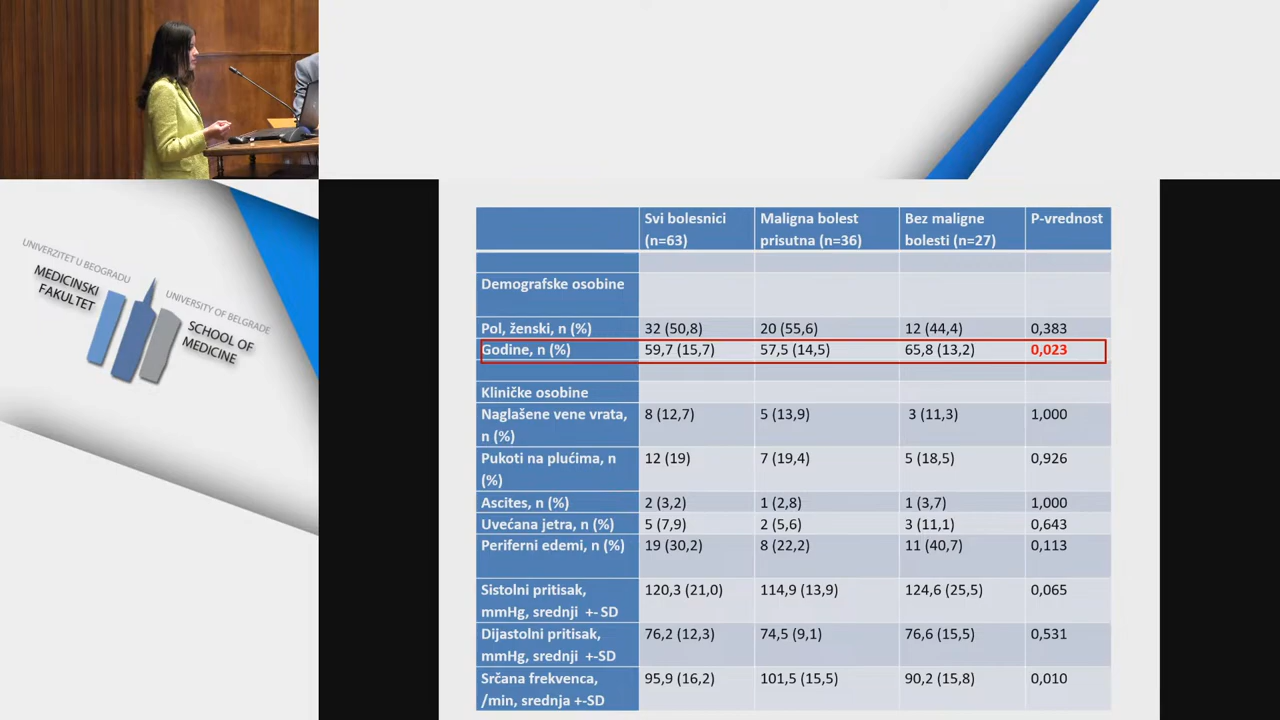 UNIVERZITET U BEOGRADU
MEDICINSKI
FAKULTET
UNIVERSITY OF BELGRADE
SCHOOL OF
MEDICINE
Svi bolesnici (n=63) Maligna bolest prisutna (n=36) Bez maligne bolesti (n=27) P-vrednost
Demografske osobine
Pol, ženski, n (%) 32 (50,8) 20 (55,6) 12 (44,4) 0,383
Godine, n (%) 59,7 (15,7) 57,5 (14,5) 65,8 (13,2) 0,023
Kliničke osobine
Naglašene vene vrata, n (%) 8 (12,7) 5 (13,9) 3 (11,3) 1,000
Pukoti na plućima, n (%) 12 (19) 7 (19,4) 5 (18,5) 0,926
Ascites, n (%) 2 (3,2) 1 (2,8) 1 (3,7) 1,000
Uvećana jetra, n (%) 5 (7,9) 2 (5,6) 3 (11,1) 0,643
Periferni edemi, n (%) 19 (30,2) 8 (22,2) 11 (40,7) 0,113
Sistolni pritisak, mmHg, srednji +- SD 120,3 (21,0) 114,9 (13,9) 124,6 (25,5) 0,065
Dijastolni pritisak, mmHg, srednji +-SD 76,2 (12,3) 74,5 (9,1) 76,6 (15,5) 0,531
Srčana frekvenca, /min, srednja +-SD 95,9 (16,2) 101,5 (15,5) 90,2 (15,8) 0,010